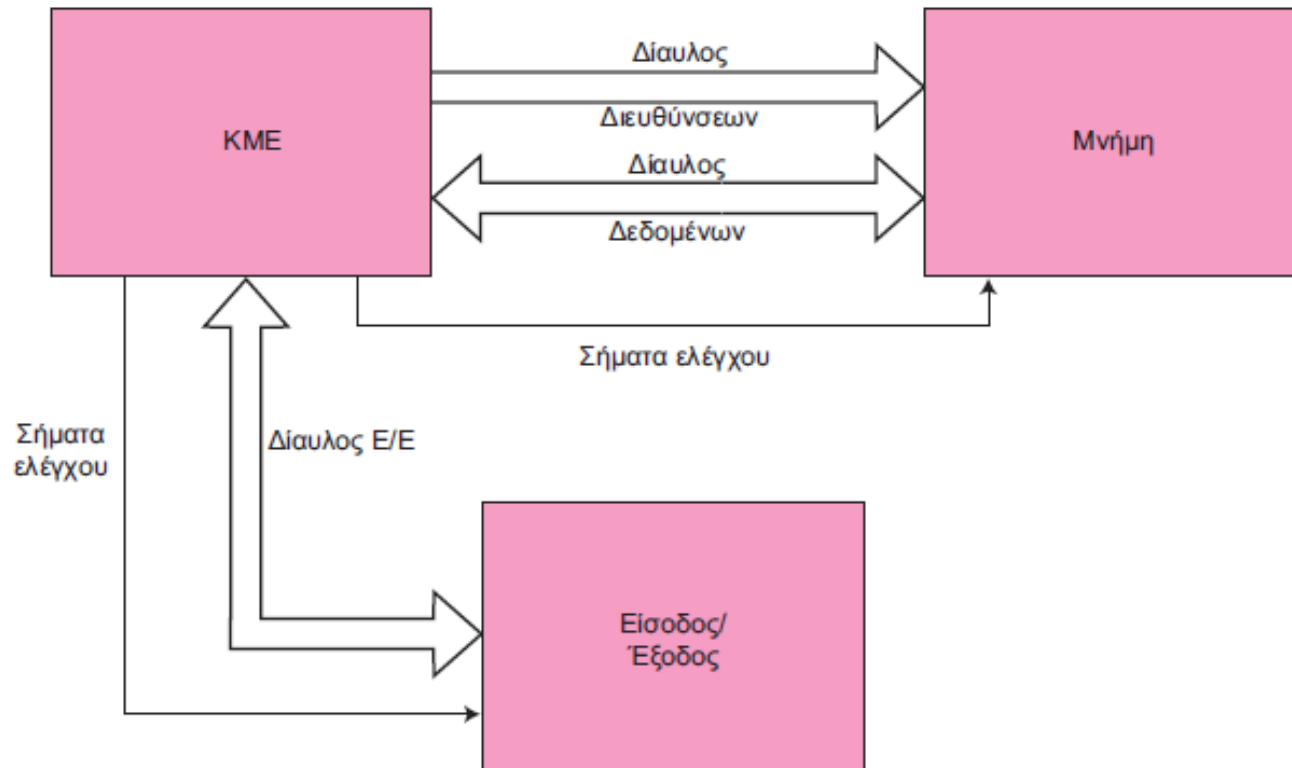 Δίαυλος
Διευθύνσεων
ΚΜΕ
Μνήμη
Δίαυλος
Δεδομένων
Σήματα ελέγχου
Σήματα
ελέγχου
Δίαυλος Ε/Ε
Είσοδος/
Έξοδος